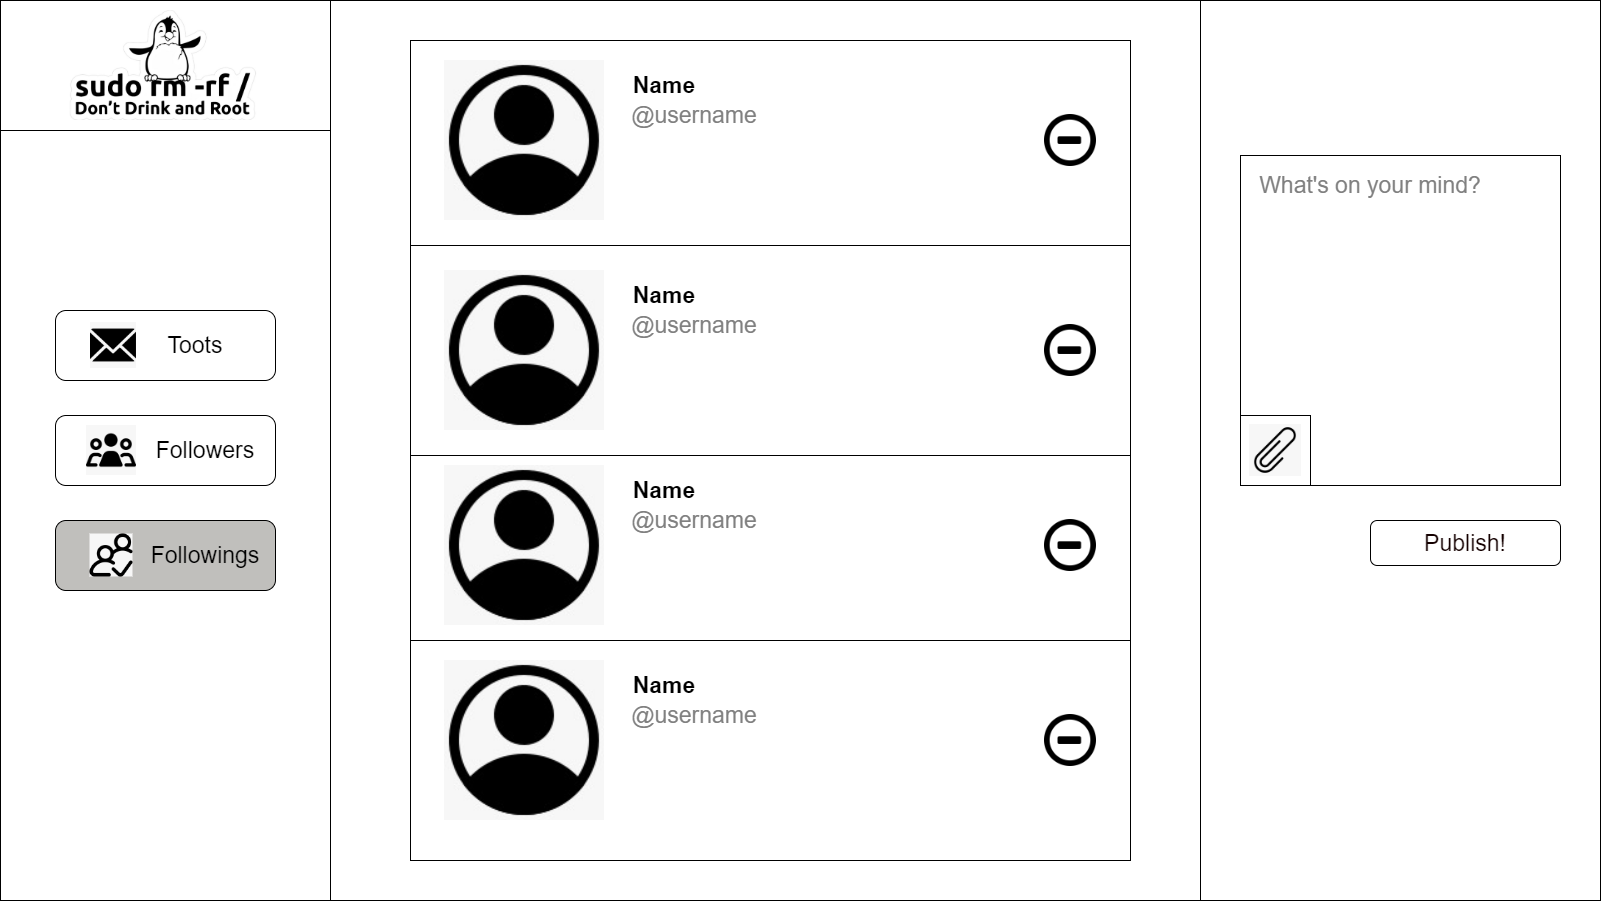 sudo rm -rf /
Don't Drink and Root
Toots
Followers
Followings
Name
@username
Name
@username
Name
@username
Name
@username
What's on your mind?
Publish!